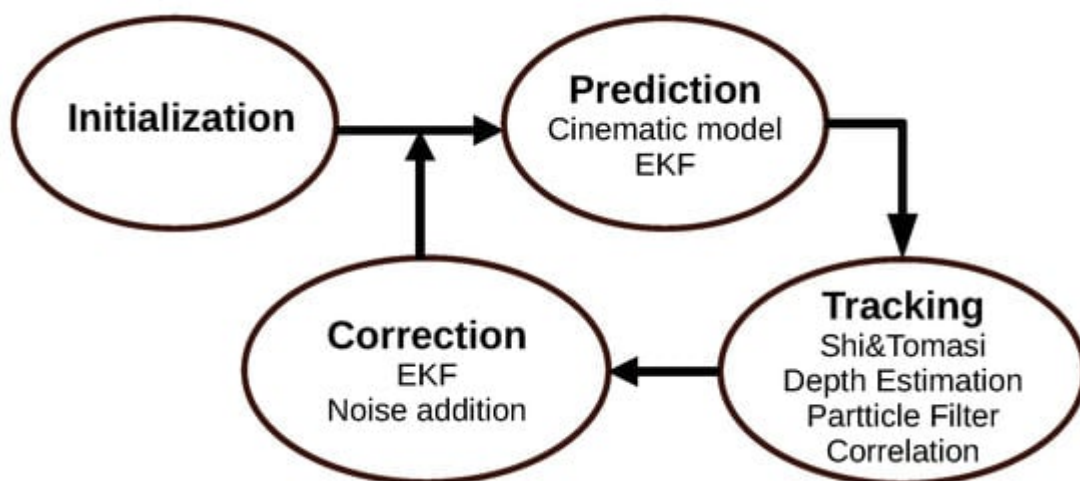 Initialization
Prediction
Cinematic model
EKF
Tracking
Shi&Tomasi
Depth Estimation
Partticle Filter
Correlation
Correction
EKF
Noise addition